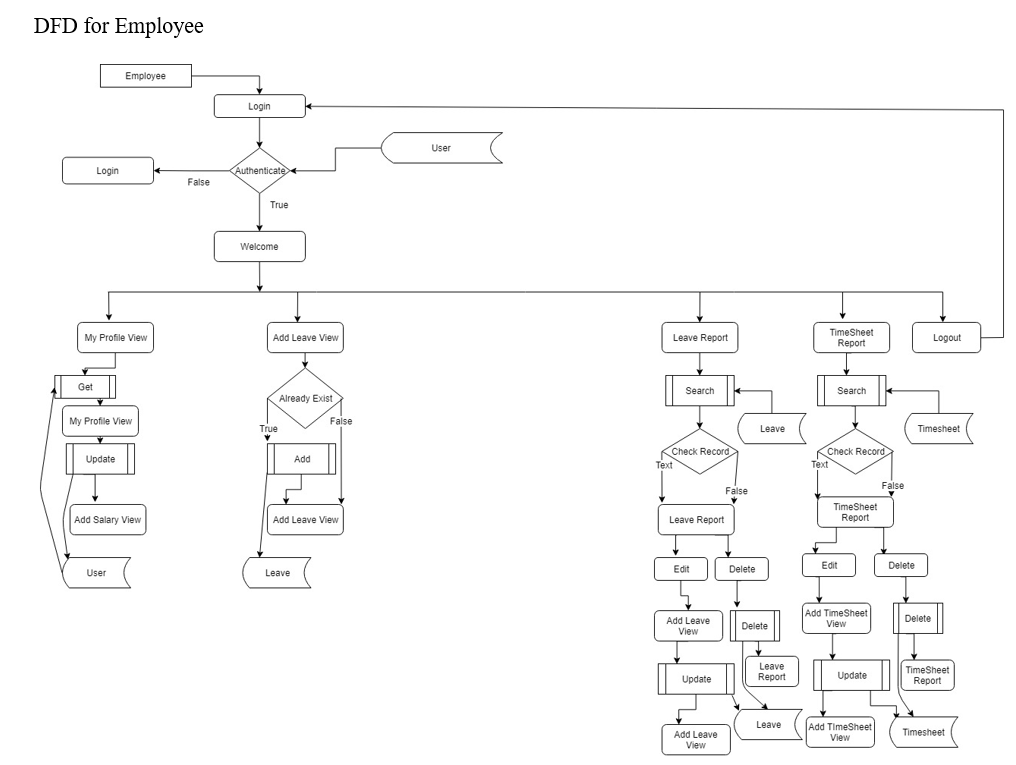 DFD for Employee
Employee
Login
User
Login
Authenticate
False
True
Welcome
My Profile View
Add Leave View
Leave Report
TimeSheet
Report
Logout
Get
Already Exist
Search
Search
My Profile View
True
False
Leave
Timesheet
Update
Add
Check Record
Check Record
Text
False
Text
False
Add Salary View
Add Leave View
Leave Report
TimeSheet
Report
User
Leave
Edit
Delete
Edit
Delete
Add Leave
View
Delete
Add TimeSheet
View
Delete
Update
Leave
Report
Update
TimeSheet
Report
Add Leave
View
Leave
Add TImeSheet
View
Timesheet